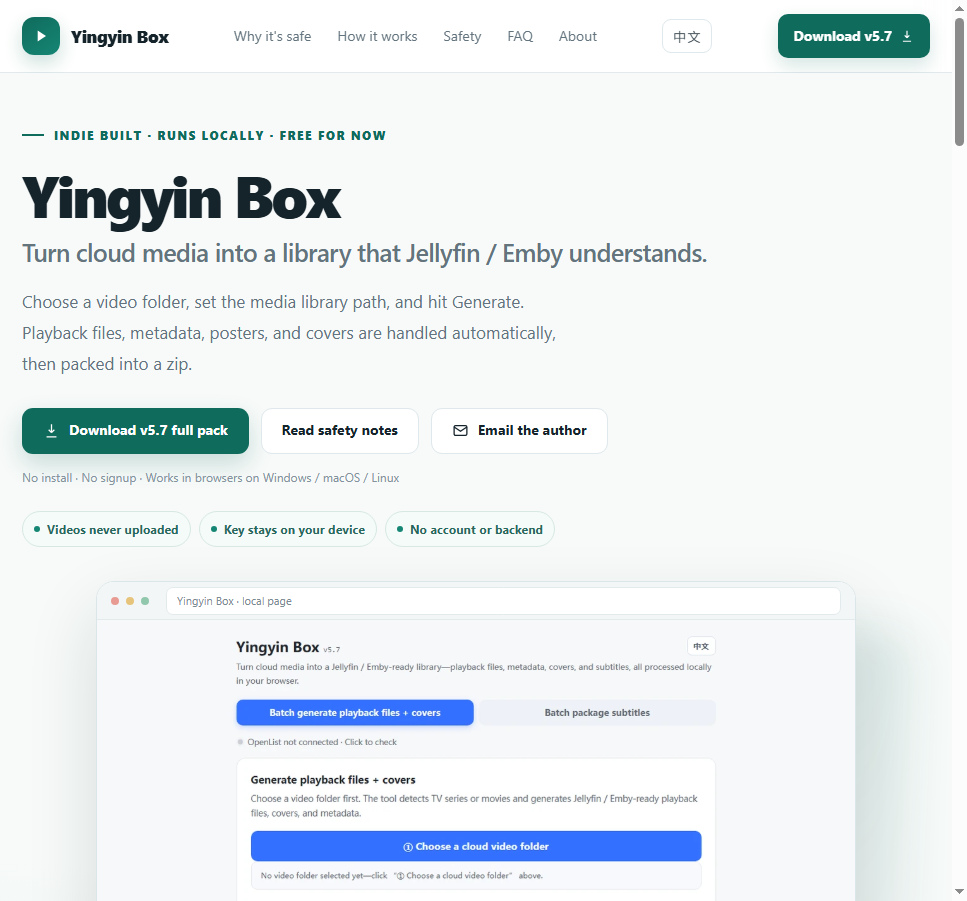 Yingyin Box
Why it's safe
How it works
Safety
FAQ
About
中文
Download v5.7
INDIE BUILT · RUNS LOCALLY · FREE FOR NOW
Yingyin Box
Turn cloud media into a library that Jellyfin / Emby understands.
Choose a video folder, set the media library path, and hit Generate.
Playback files, metadata, posters, and covers are handled automatically,
then packed into a zip.
Download v5.7 full pack
Read safety notes
Email the author
No install · No signup · Works in browsers on Windows / macOS / Linux
Videos never uploaded
Key stays on your device
No account or backend
Yingyin Box · local page
Yingyin Box v5.7
中文
Turn cloud media into a Jellyfin / Emby-ready library—playback files, metadata, covers, and subtitles, all processed locally
in your browser.
Batch generate playback files + covers
Batch package subtitles
OpenList not connected · Click to check
Generate playback files + covers
Choose a video folder first. The tool detects TV series or movies and generates Jellyfin / Emby-ready playback
files, covers, and metadata.
① Choose a cloud video folder
No video folder selected yet—click “① Choose a cloud video folder” above.